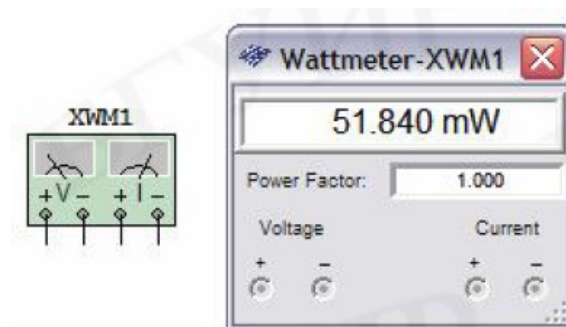 XWM1
+ V - + I -
Wattmeter-XWM1
51.840 mW
Power Factor: 1.000
Voltage Current
+ - + -